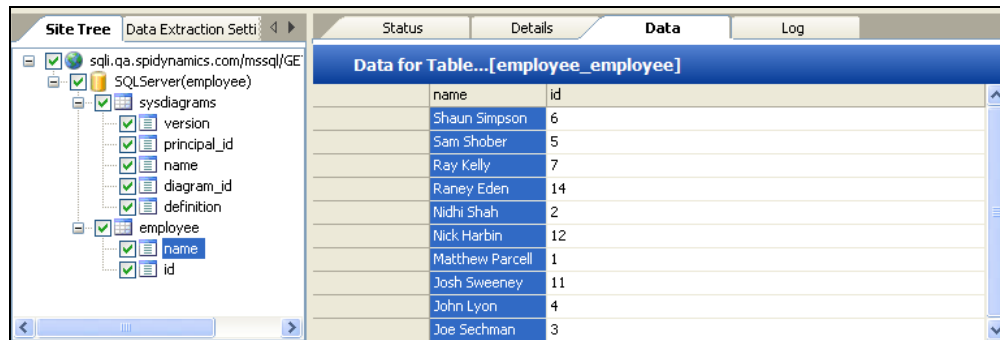 Site Tree
Data Extraction Setti
sqli.qa.spidynamics.com/mssql/GE
SQLServer(employee)
sysdiagrams
version
principal_id
name
diagram_id
definition
employee
name
id
Status Details Data Log
Data for Table...[employee_employee]
name id
Shaun Simpson 6
Sam Shober 5
Ray Kelly 7
Raney Eden 14
Nidhi Shah 2
Nick Harbin 12
Matthew Parcell 1
Josh Sweeney 11
John Lyon 4
Joe Sechman 3